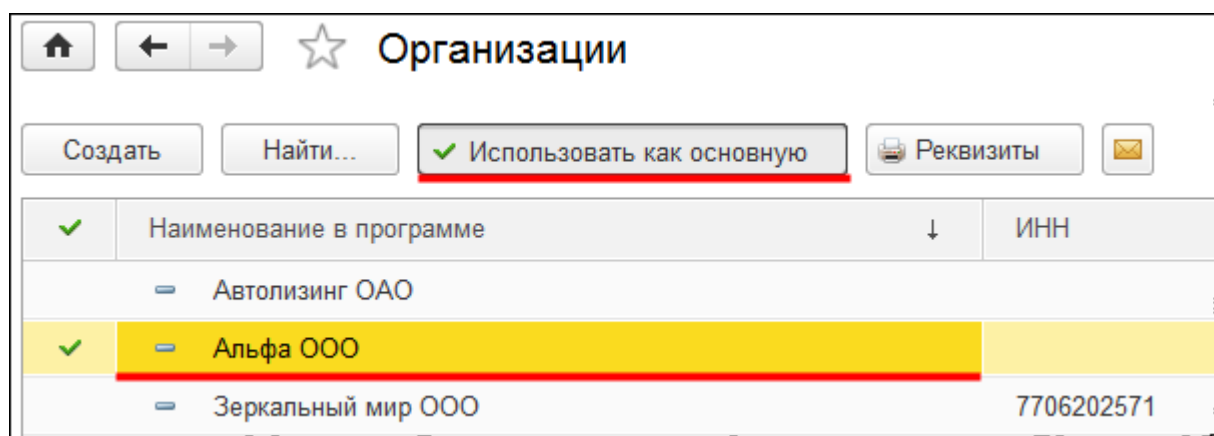 Организации
Создать Найти... Использовать как основную Реквизиты
Наименование в программе ↓ ИНН
Автолизинг ОАО
Альфа ООО
Зеркальный мир ООО 7706202571